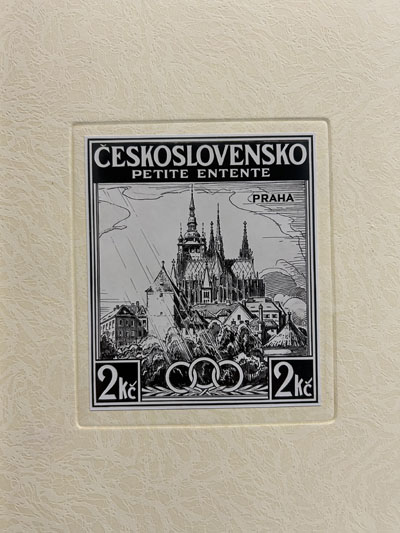 ČESKOSLOVENSKO
PETITE ENTENTE
PRAHA
2Kč 2Kč